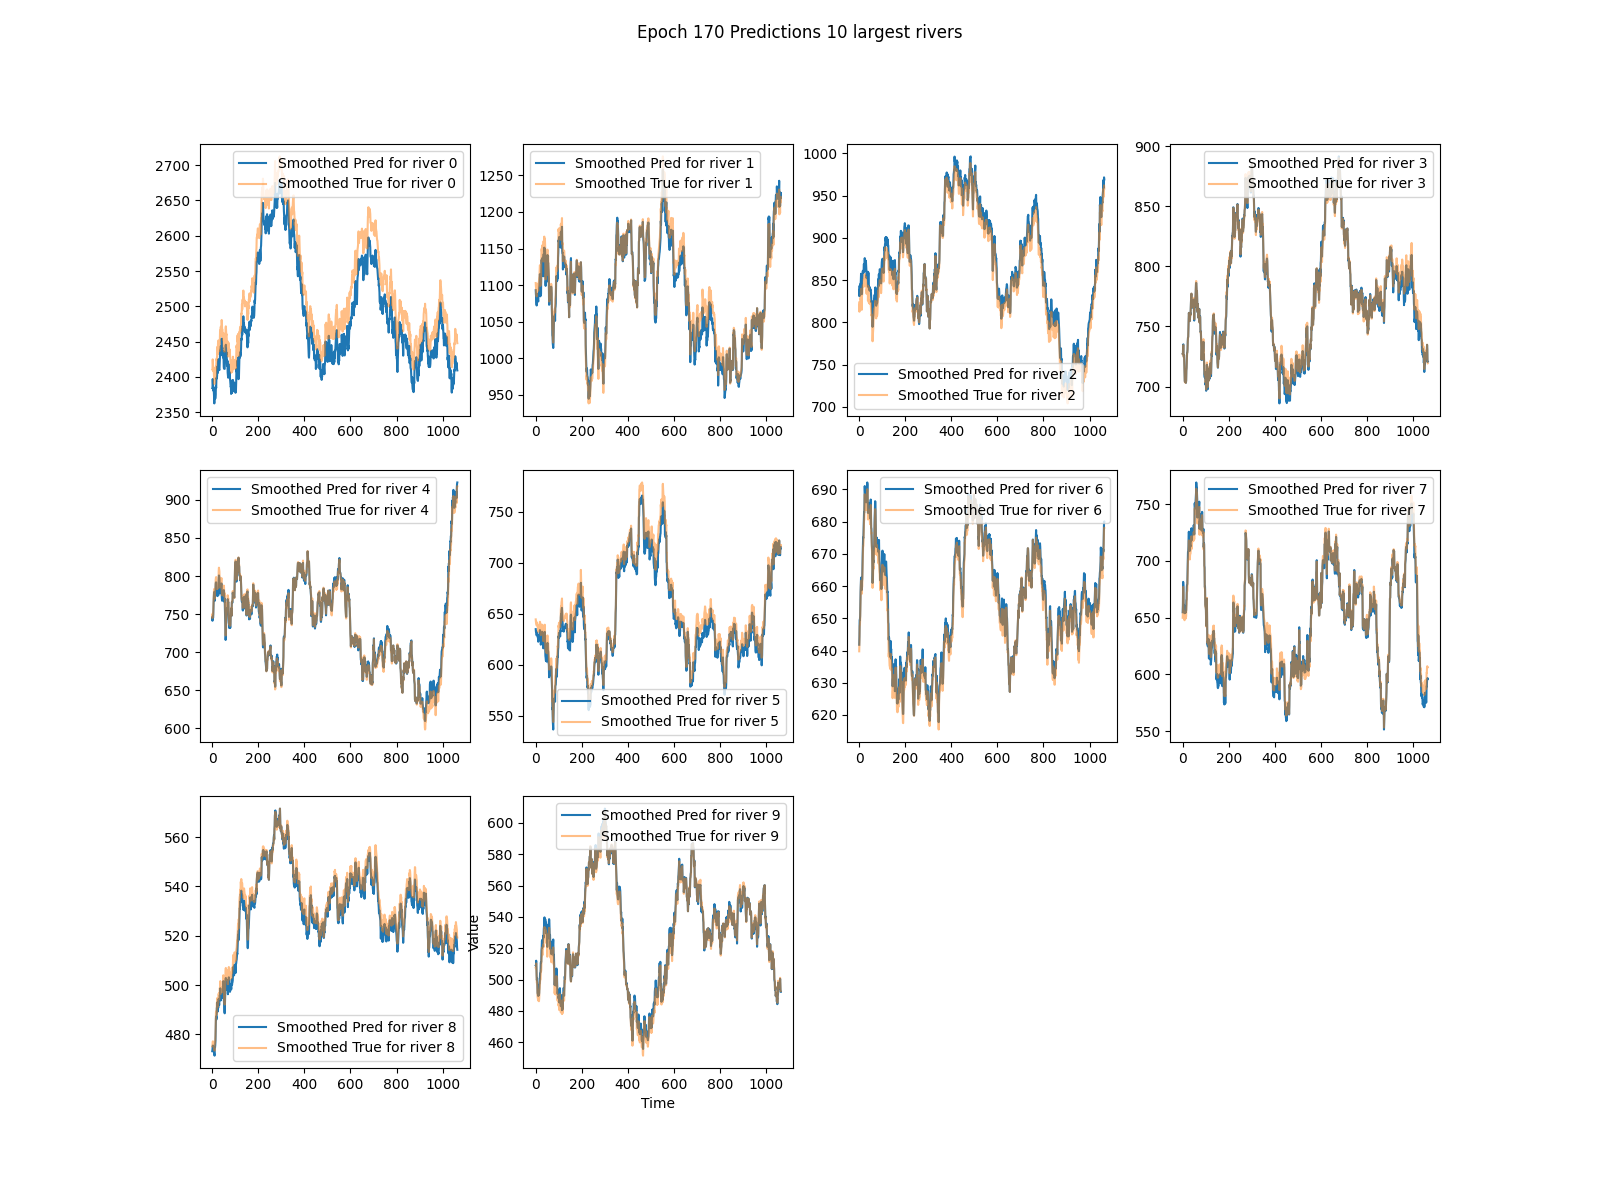 Epoch 170 Predictions 10 largest rivers
2700
2650
2600
2550
2500
2450
2400
2350
Smoothed Pred for river 0
Smoothed True for river 0
0 200 400 600 800 1000
1250
1200
1150
1100
1050
1000
950
Smoothed Pred for river 1
Smoothed True for river 1
0 200 400 600 800 1000
1000
950
900
850
800
750
700
Smoothed Pred for river 2
Smoothed True for river 2
0 200 400 600 800 1000
900
850
800
750
700
Smoothed Pred for river 3
Smoothed True for river 3
0 200 400 600 800 1000
900
850
800
750
700
650
600
Smoothed Pred for river 4
Smoothed True for river 4
0 200 400 600 800 1000
750
700
650
600
550
Smoothed Pred for river 5
Smoothed True for river 5
0 200 400 600 800 1000
690
680
670
660
650
640
630
620
Smoothed Pred for river 6
Smoothed True for river 6
0 200 400 600 800 1000
750
700
650
600
550
Smoothed Pred for river 7
Smoothed True for river 7
0 200 400 600 800 1000
560
540
520
500
480
Smoothed Pred for river 8
Smoothed True for river 8
0 200 400 600 800 1000
Value
600
580
560
540
520
500
480
460
Smoothed Pred for river 9
Smoothed True for river 9
0 200 400 600 800 1000
Time